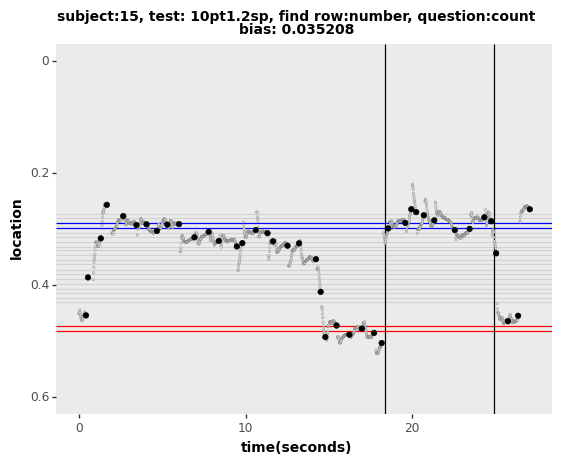 subject:15, test: 10pt1.2sp, find row:number, question:count
bias: 0.035208
0
0.2
0.4
0.6
location
0
10
20
time(seconds)